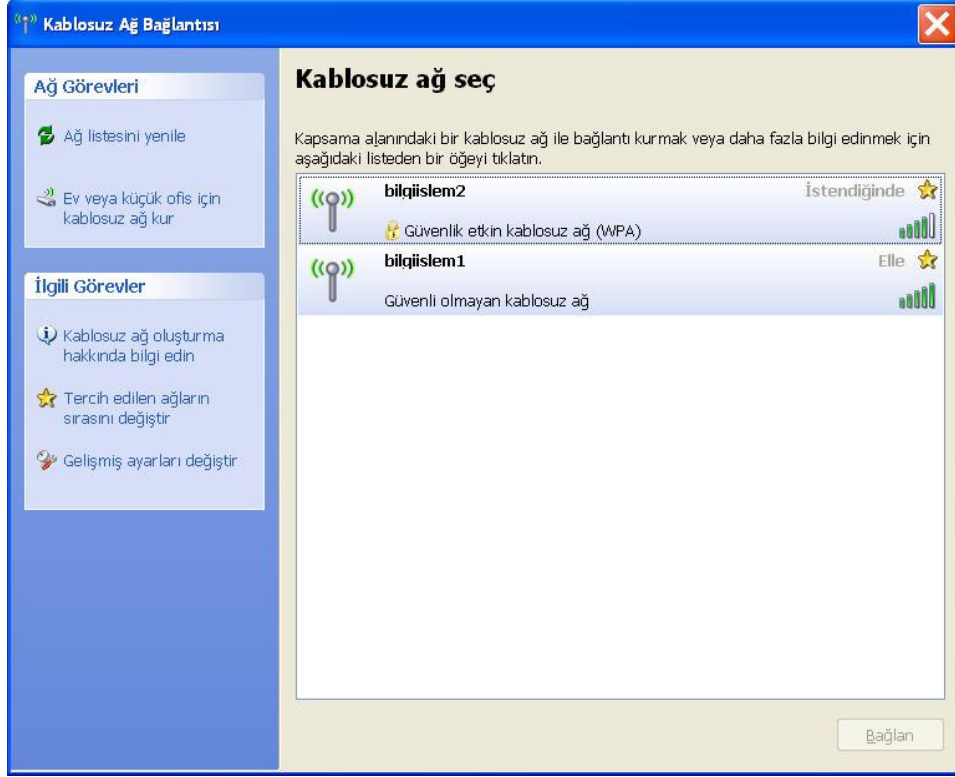 Kablosuz Ağ Bağlantısı
Ağ Görevleri
Ağ listesini yenile
Ev veya küçük ofis için
kablosuz ağ kur
İlgili Görevler
Kablosuz ağ oluşturma
hakkında bilgi edin
Tercih edilen ağların
sırasını değiştir
Gelişmiş ayarları değiştir
Kablosuz ağ seç
Kapsama alanındaki bir kablosuz ağ ile bağlantı kurmak veya daha fazla bilgi edinmek için
aşağıdaki listeden bir öğeyi tıklatın.
bilgiislem2 İstendiğinde
Güvenlik etkin kablosuz ağ (WPA)
bilgiislem1 Elle
Güvenli olmayan kablosuz ağ
Bağlan